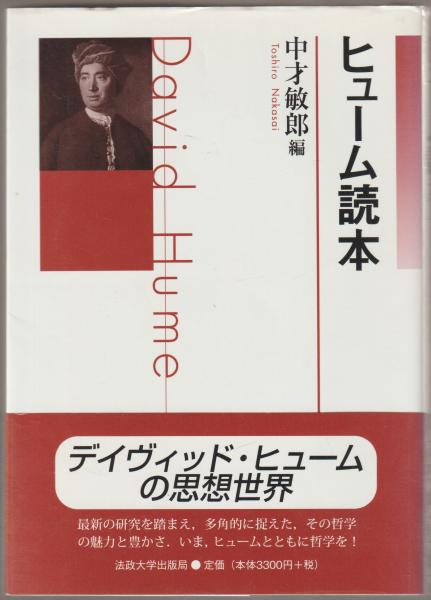 ヒューム読本
中才敏郎 編
Toshiro Nakasai
David Hume
デイヴィッド・ヒューム
の思想世界
最新の研究を踏まえ，多角的に捉えた，その哲学
の魅力と豊かさ．いま，ヒュームとともに哲学を！
法政大学出版局●定価（本体3300円＋税）